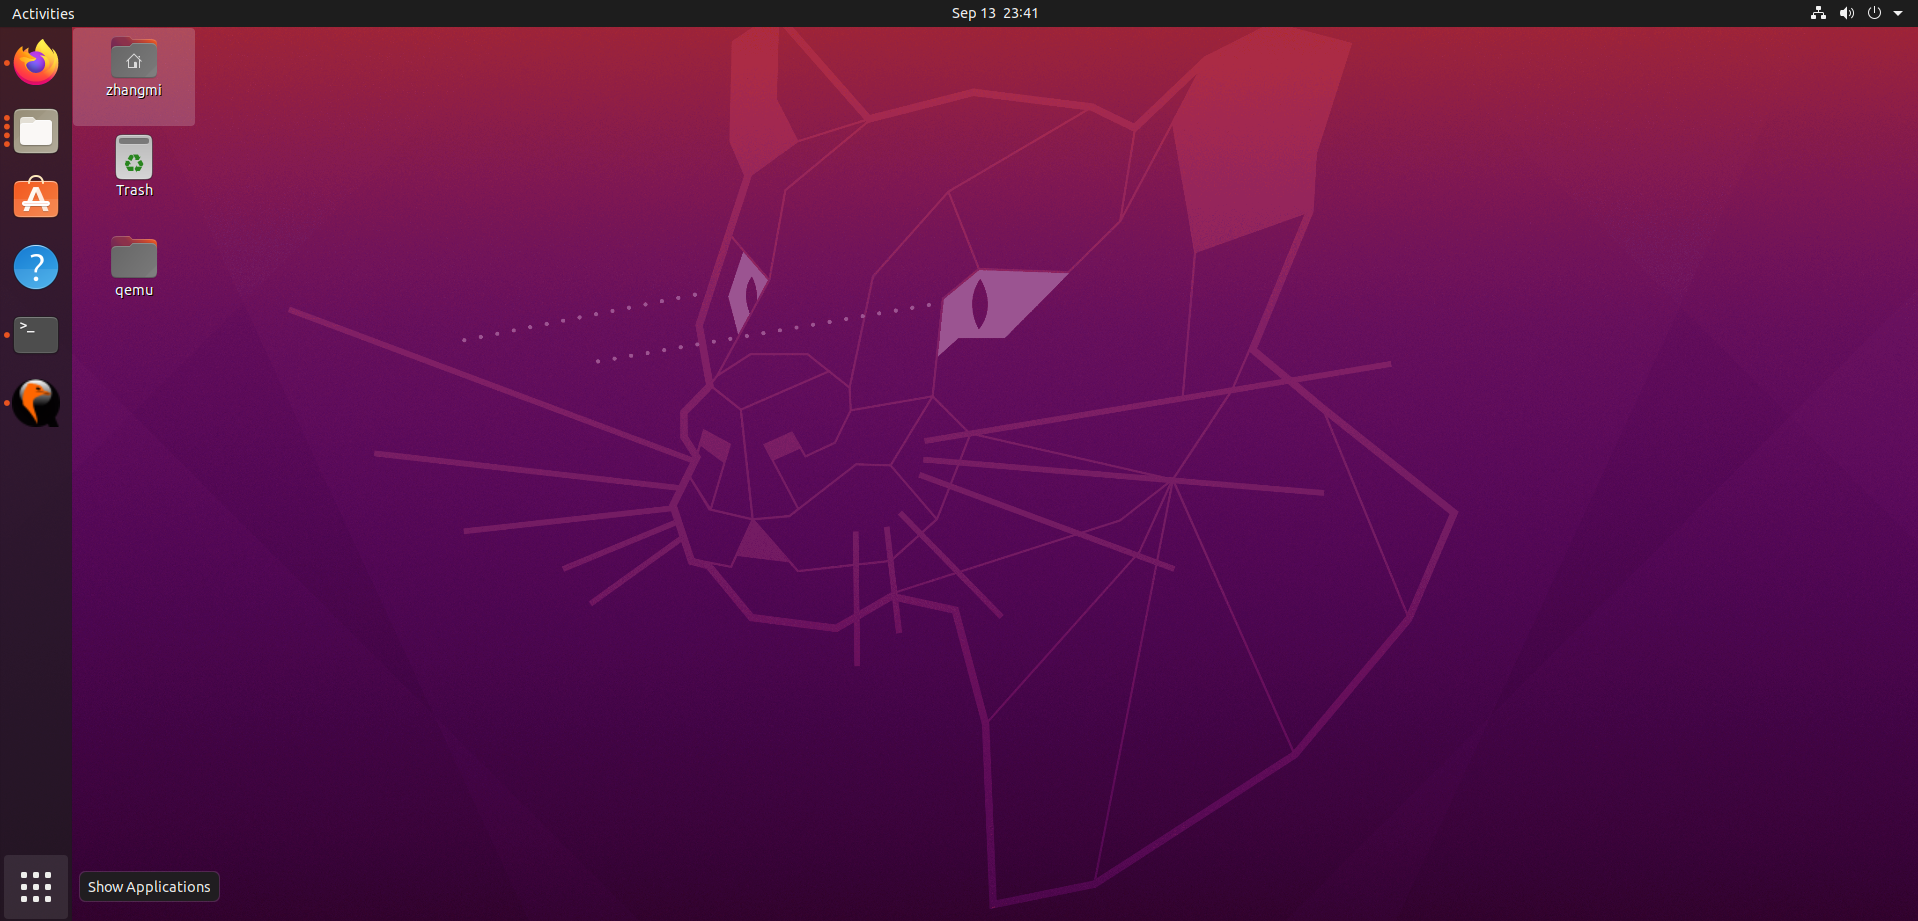 Activities
Sep 13 23:41
zhangmi
Trash
qemu
Show Applications